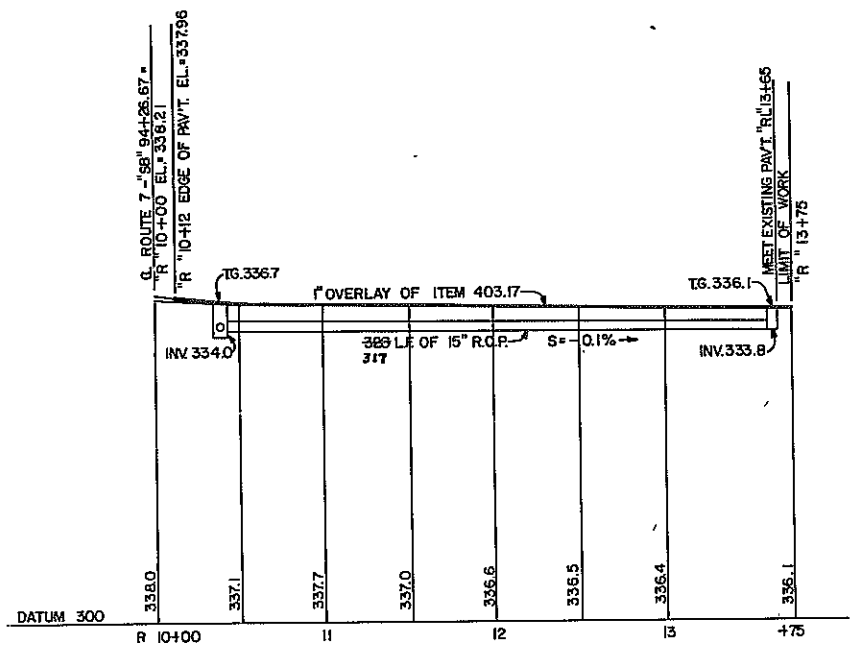 ℄ ROUTE 7 - "SB" 94+26.67 =
"R" 10+00 EL. = 338.21
"R" 10+12 EDGE OF PAV'T. EL. = 337.96
MEET EXISTING PAV'T. "R" 13+65
LIMIT OF WORK
"R" 13+75
T.G. 336.7
T.G. 336.1
1" OVERLAY OF ITEM 403.17
INV. 334.0
323 L.F. OF 15" R.C.P. S= -0.1%
317
INV. 333.8
338.0
337.1
337.7
337.0
336.6
336.5
336.4
336.1
DATUM 300
R 10+00
11
12
13
+75